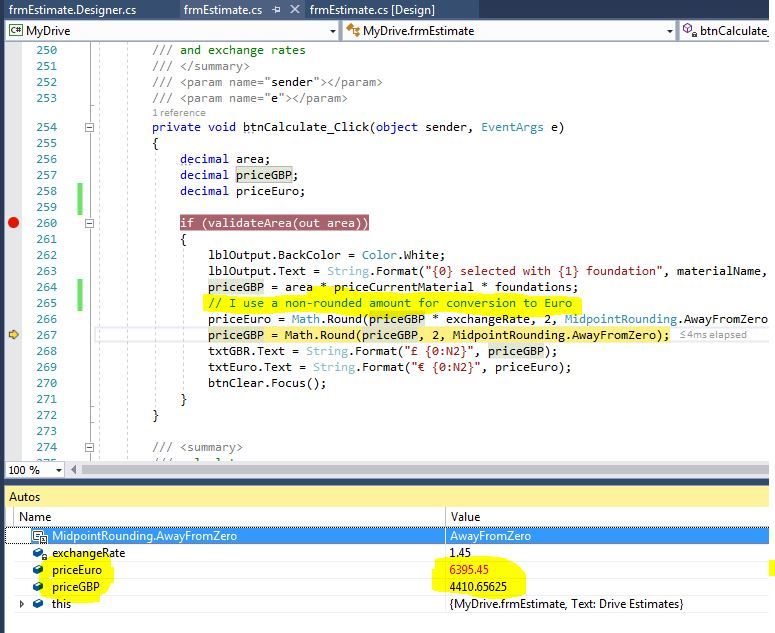 frmEstimate.Designer.cs frmEstimate.cs frmEstimate.cs [Design]
C# MyDrive MyDrive.frmEstimate btnCalculate_
250 /// and exchange rates
251 /// </summary>
252 /// <param name="sender"></param>
253 /// <param name="e"></param>
1 reference
254 private void btnCalculate_Click(object sender, EventArgs e)
255 {
256 decimal area;
257 decimal priceGBP;
258 decimal priceEuro;
259
260 if (validateArea(out area))
261 {
262 lblOutput.BackColor = Color.White;
263 lblOutput.Text = String.Format("{0} selected with {1} foundation", materialName,
264 priceGBP = area * priceCurrentMaterial * foundations;
265 // I use a non-rounded amount for conversion to Euro
266 priceEuro = Math.Round(priceGBP * exchangeRate, 2, MidpointRounding.AwayFromZero
267 priceGBP = Math.Round(priceGBP, 2, MidpointRounding.AwayFromZero); ≤4ms elapsed
268 txtGBR.Text = String.Format("£ {0:N2}", priceGBP);
269 txtEuro.Text = String.Format("€ {0:N2}", priceEuro);
270 btnClear.Focus();
271 }
272 }
273
274 /// <summary>
100 %
Autos
Name Value
MidpointRounding.AwayFromZero AwayFromZero
exchangeRate 1.45
priceEuro 6395.45
priceGBP 4410.65625
this {MyDrive.frmEstimate, Text: Drive Estimates}